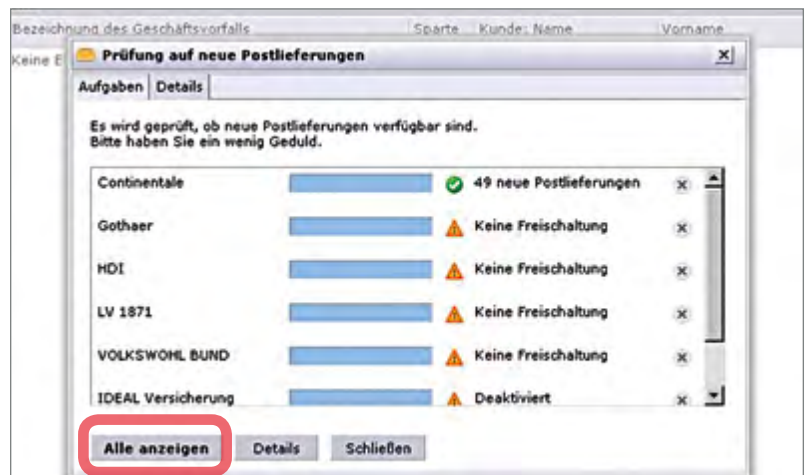 Bezeichnung des Geschäftsvorfalls Sparte Kunde: Name Vorname
Keine E
Prüfung auf neue Postlieferungen
Aufgaben Details
Es wird geprüft, ob neue Postlieferungen verfügbar sind.
Bitte haben Sie ein wenig Geduld.
Continentale 49 neue Postlieferungen
Gothaer Keine Freischaltung
HDI Keine Freischaltung
LV 1871 Keine Freischaltung
VOLKSWOHL BUND Keine Freischaltung
IDEAL Versicherung Deaktiviert
Alle anzeigen Details Schließen